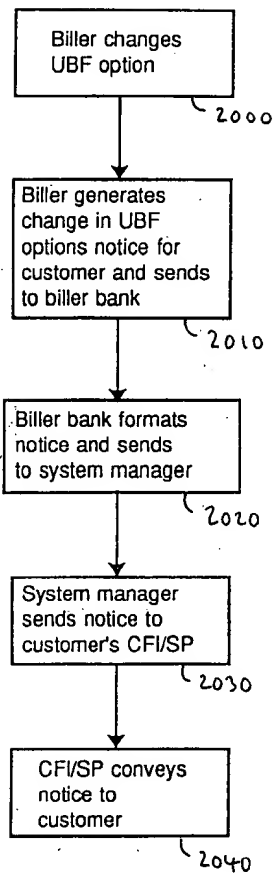 Biller changes
UBF option
2000
Biller generates
change in UBF
options notice for
customer and sends
to biller bank
2010
Biller bank formats
notice and sends
to system manager
2020
System manager
sends notice to
customer's CFI/SP
2030
CFI/SP conveys
notice to
customer
2040